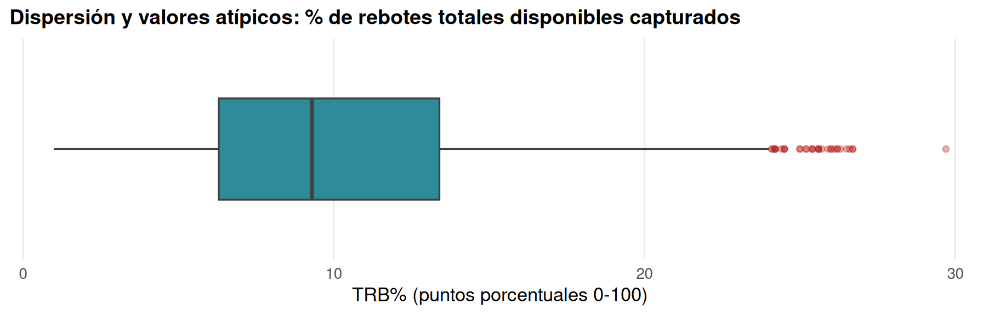 Dispersión y valores atípicos: % de rebotes totales disponibles capturados
0 10 20 30
TRB% (puntos porcentuales 0-100)